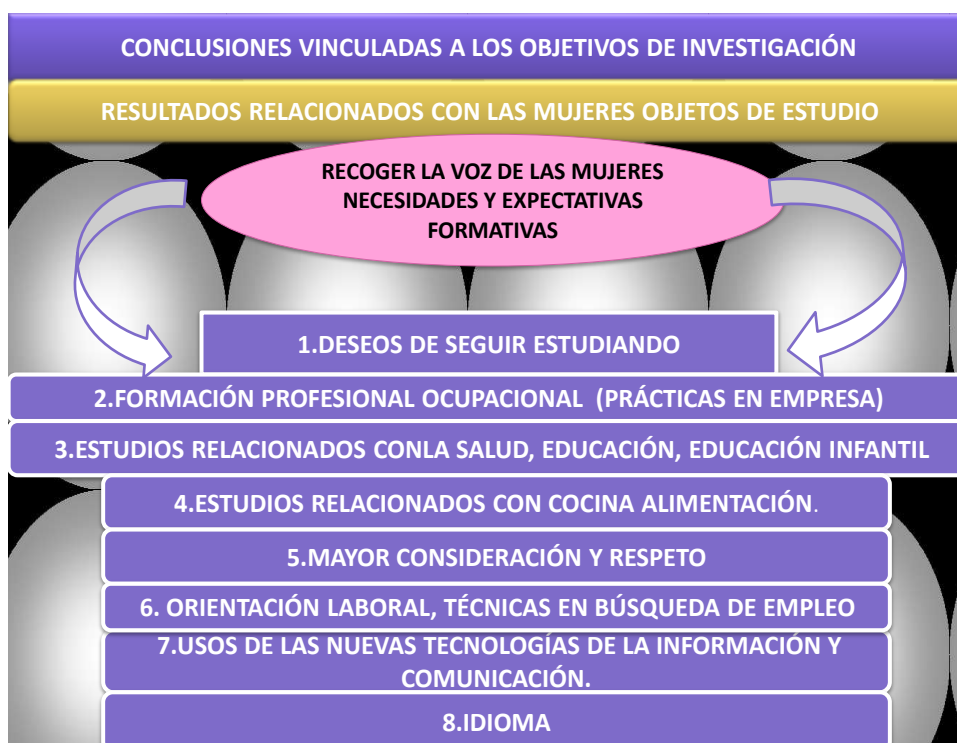 CONCLUSIONES VINCULADAS A LOS OBJETIVOS DE INVESTIGACIÓN
RESULTADOS RELACIONADOS CON LAS MUJERES OBJETOS DE ESTUDIO
RECOGER LA VOZ DE LAS MUJERES
NECESIDADES Y EXPECTATIVAS
FORMATIVAS
1.DESEOS DE SEGUIR ESTUDIANDO
2.FORMACIÓN PROFESIONAL OCUPACIONAL (PRÁCTICAS EN EMPRESA)
3.ESTUDIOS RELACIONADOS CONLA SALUD, EDUCACIÓN, EDUCACIÓN INFANTIL
4.ESTUDIOS RELACIONADOS CON COCINA ALIMENTACIÓN.
5.MAYOR CONSIDERACIÓN Y RESPETO
6. ORIENTACIÓN LABORAL, TÉCNICAS EN BÚSQUEDA DE EMPLEO
7.USOS DE LAS NUEVAS TECNOLOGÍAS DE LA INFORMACIÓN Y
COMUNICACIÓN.
8.IDIOMA